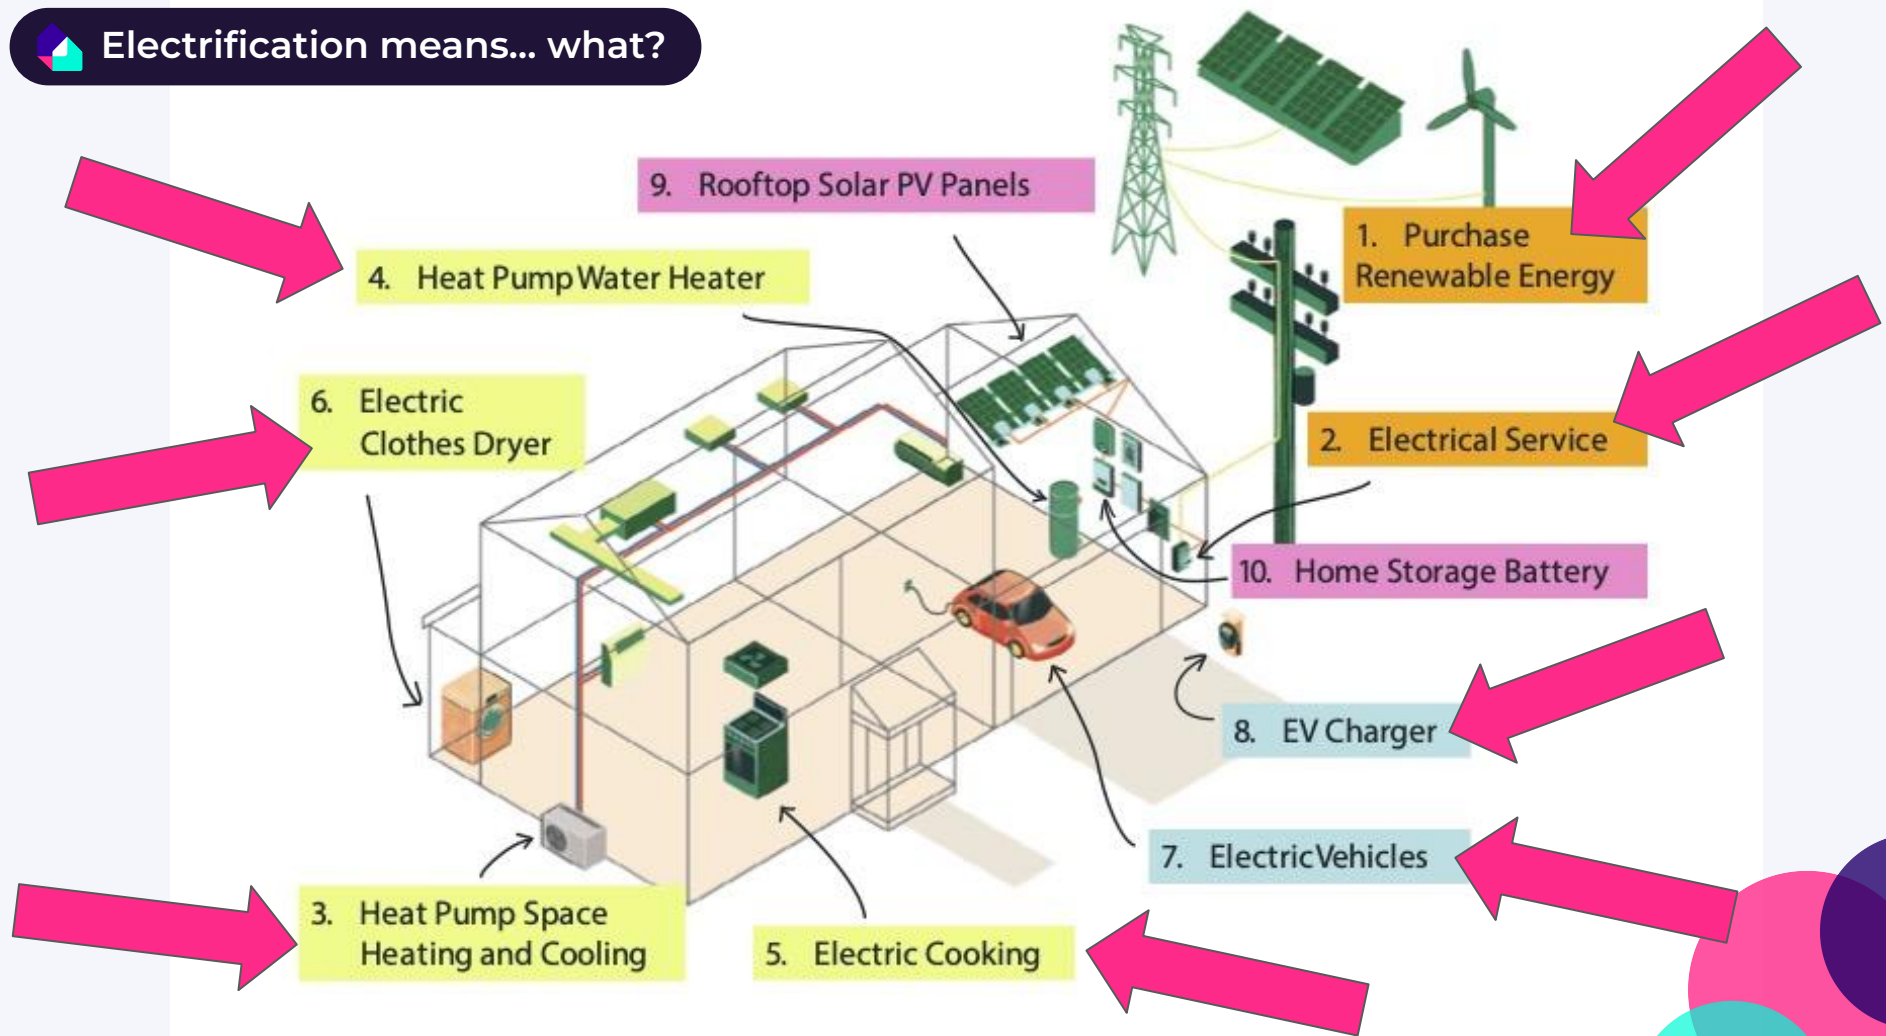 Electrification means... what?
9. Rooftop Solar PV Panels
1. Purchase
Renewable Energy
4. Heat Pump Water Heater
6. Electric
Clothes Dryer
2. Electrical Service
10. Home Storage Battery
8. EV Charger
7. Electric Vehicles
3. Heat Pump Space
Heating and Cooling
5. Electric Cooking